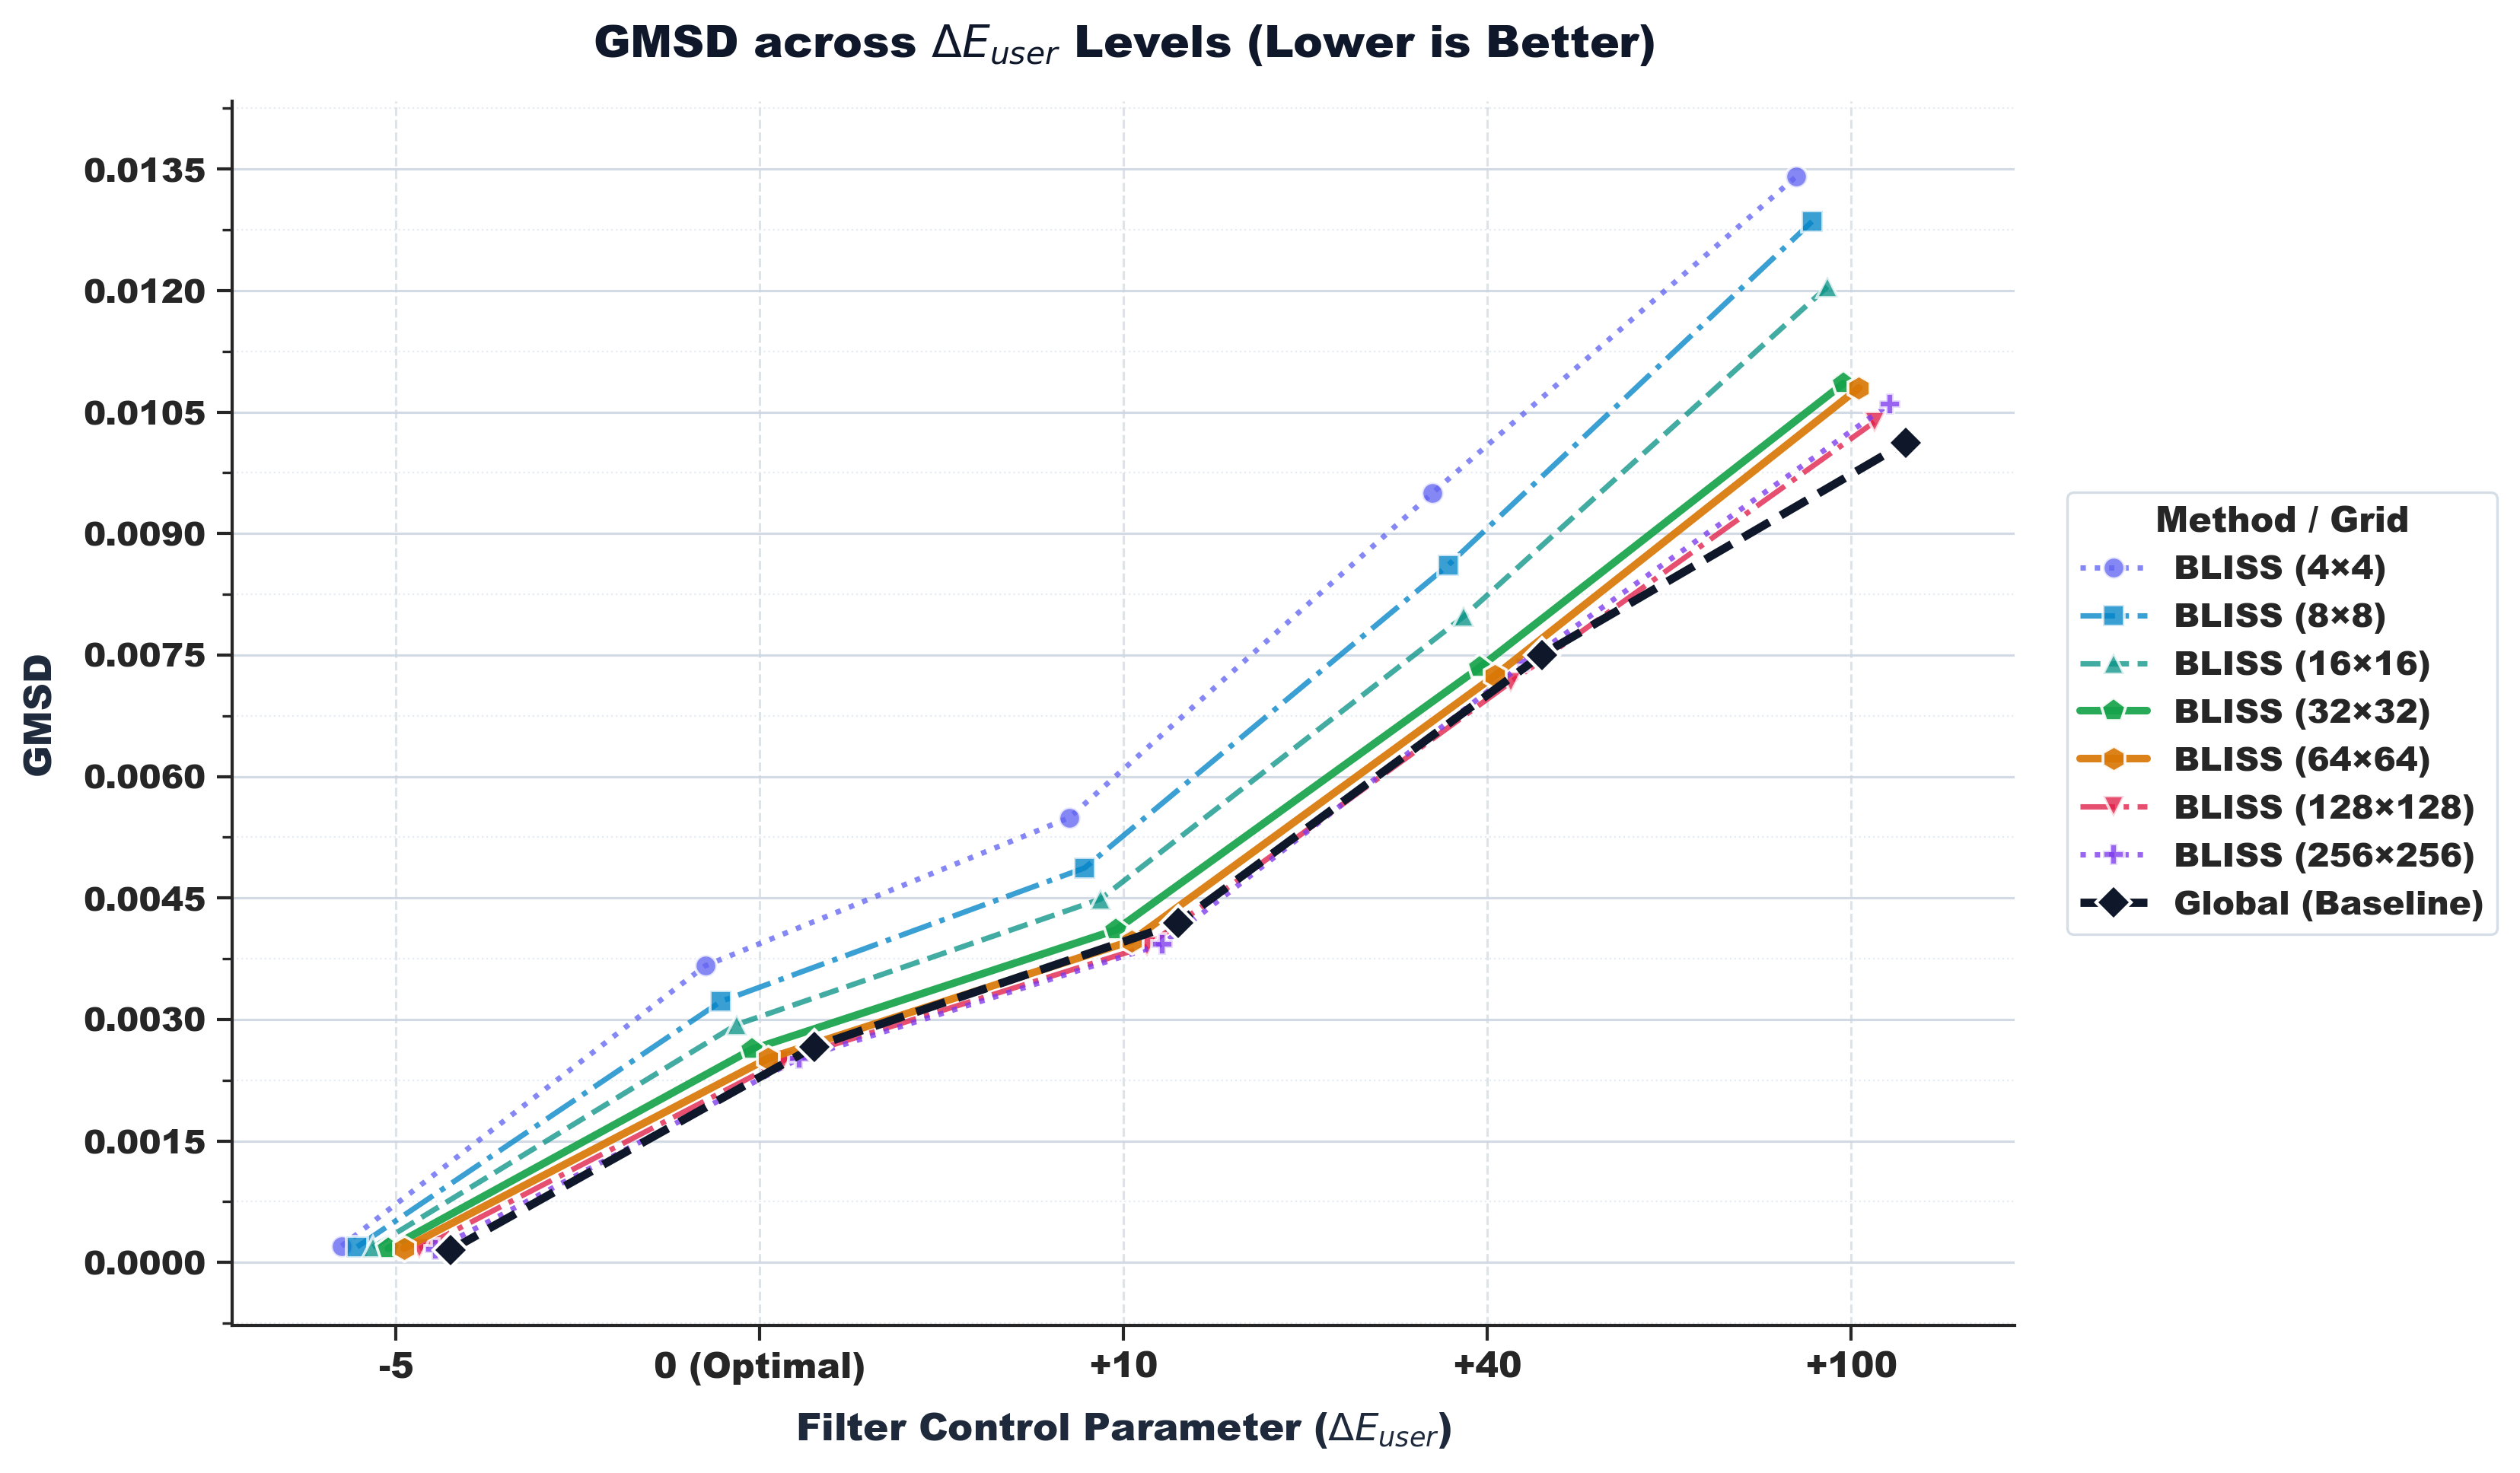 GMSD across ΔE_user Levels (Lower is Better)
GMSD
0.0135
0.0120
0.0105
0.0090
0.0075
0.0060
0.0045
0.0030
0.0015
0.0000
-5
0 (Optimal)
+10
+40
+100
Filter Control Parameter (ΔE_user)
Method / Grid
BLISS (4×4)
BLISS (8×8)
BLISS (16×16)
BLISS (32×32)
BLISS (64×64)
BLISS (128×128)
BLISS (256×256)
Global (Baseline)